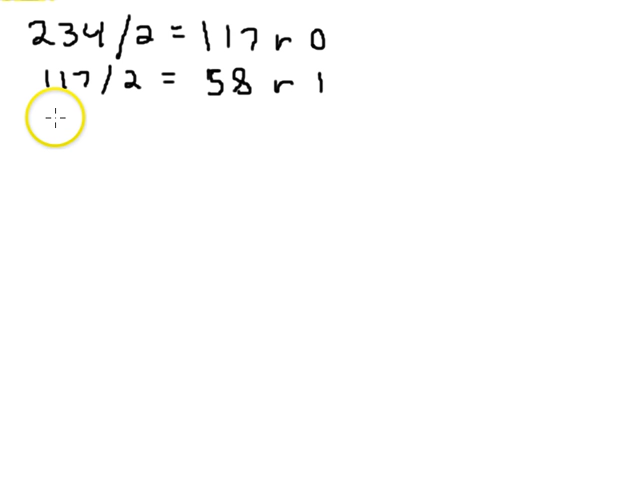 234/2 = 117 r 0
117/2 = 58 r 1